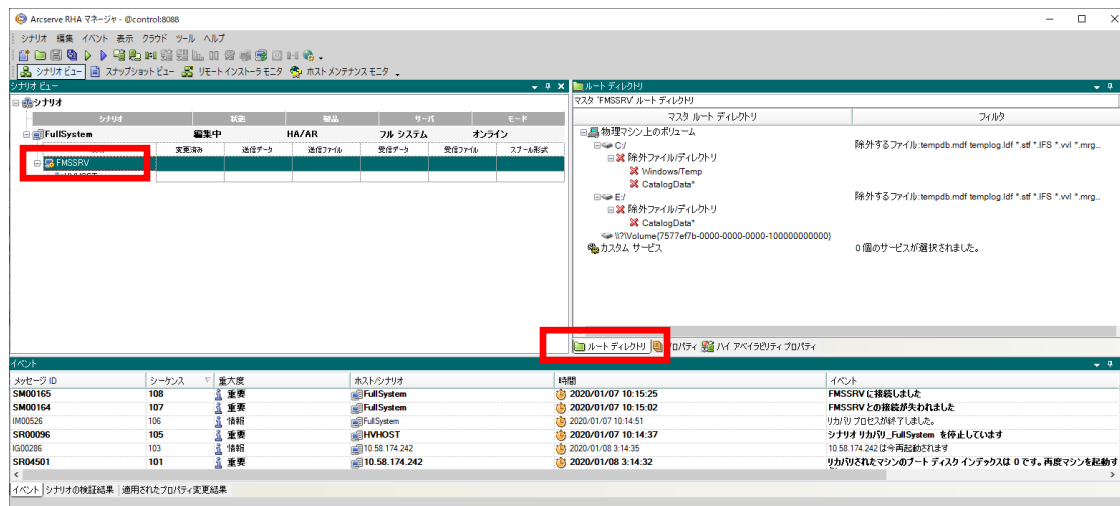 Arcserve RHA マネージャ - @control:8088
シナリオ 編集 イベント 表示 クラウド ツール ヘルプ
シナリオ ビュー スナップショット ビュー リモート インストーラ モニタ ホスト メンテナンス モニタ
シナリオ ビュー
シナリオ
シナリオ 状態 製品 サーバ モード
FullSystem 編集中 HA/AR フル システム オンライン
変更済み 送信データ 送信ファイル 受信データ 受信ファイル スプール形式
FMSSRV
HVHOST
ルート ディレクトリ
マスタ 'FMSSRV' ルート ディレクトリ
マスタ ルート ディレクトリ フィルタ
物理マシン上のボリューム
C:/ 除外するファイル:tempdb.mdf templog.ldf *.stf *.IFS *.vvl *.mrg...
除外ファイル/ディレクトリ
Windows/Temp
CatalogData*
E:/ 除外するファイル:tempdb.mdf templog.ldf *.stf *.IFS *.vvl *.mrg...
除外ファイル/ディレクトリ
CatalogData*
\\?\Volume{7577ef7b-0000-0000-0000-100000000000}
カスタム サービス 0 個のサービスが選択されました。
ルート ディレクトリ プロパティ ハイ アベイラビリティ プロパティ
イベント
メッセージ ID シーケンス 重大度 ホスト/シナリオ 時間 イベント
SM00165 108 重要 FullSystem 2020/01/07 10:15:25 FMSSRV に接続しました
SM00164 107 重要 FullSystem 2020/01/07 10:15:02 FMSSRV との接続が失われました
IM00526 106 情報 FullSystem 2020/01/07 10:14:51 リカバリ プロセスが終了しました。
SR00096 105 重要 HVHOST 2020/01/07 10:14:37 シナリオ リカバリ_FullSystem を停止しています
IG00286 103 情報 10.58.174.242 2020/01/08 3:14:35 10.58.174.242 は今再起動されます
SR04501 101 重要 10.58.174.242 2020/01/08 3:14:32 リカバリされたマシンのブート ディスク インデックスは 0 です。再度マシンを起動す
イベント シナリオの検証結果 適用されたプロパティ変更結果